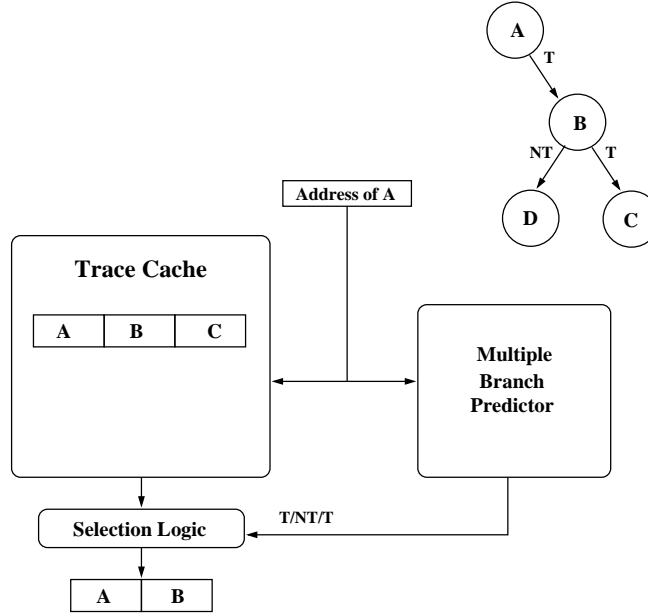 A
T
B
NT
T
D
C
Address of A
Trace Cache
A B C
Multiple
Branch
Predictor
T/NT/T
Selection Logic
A B